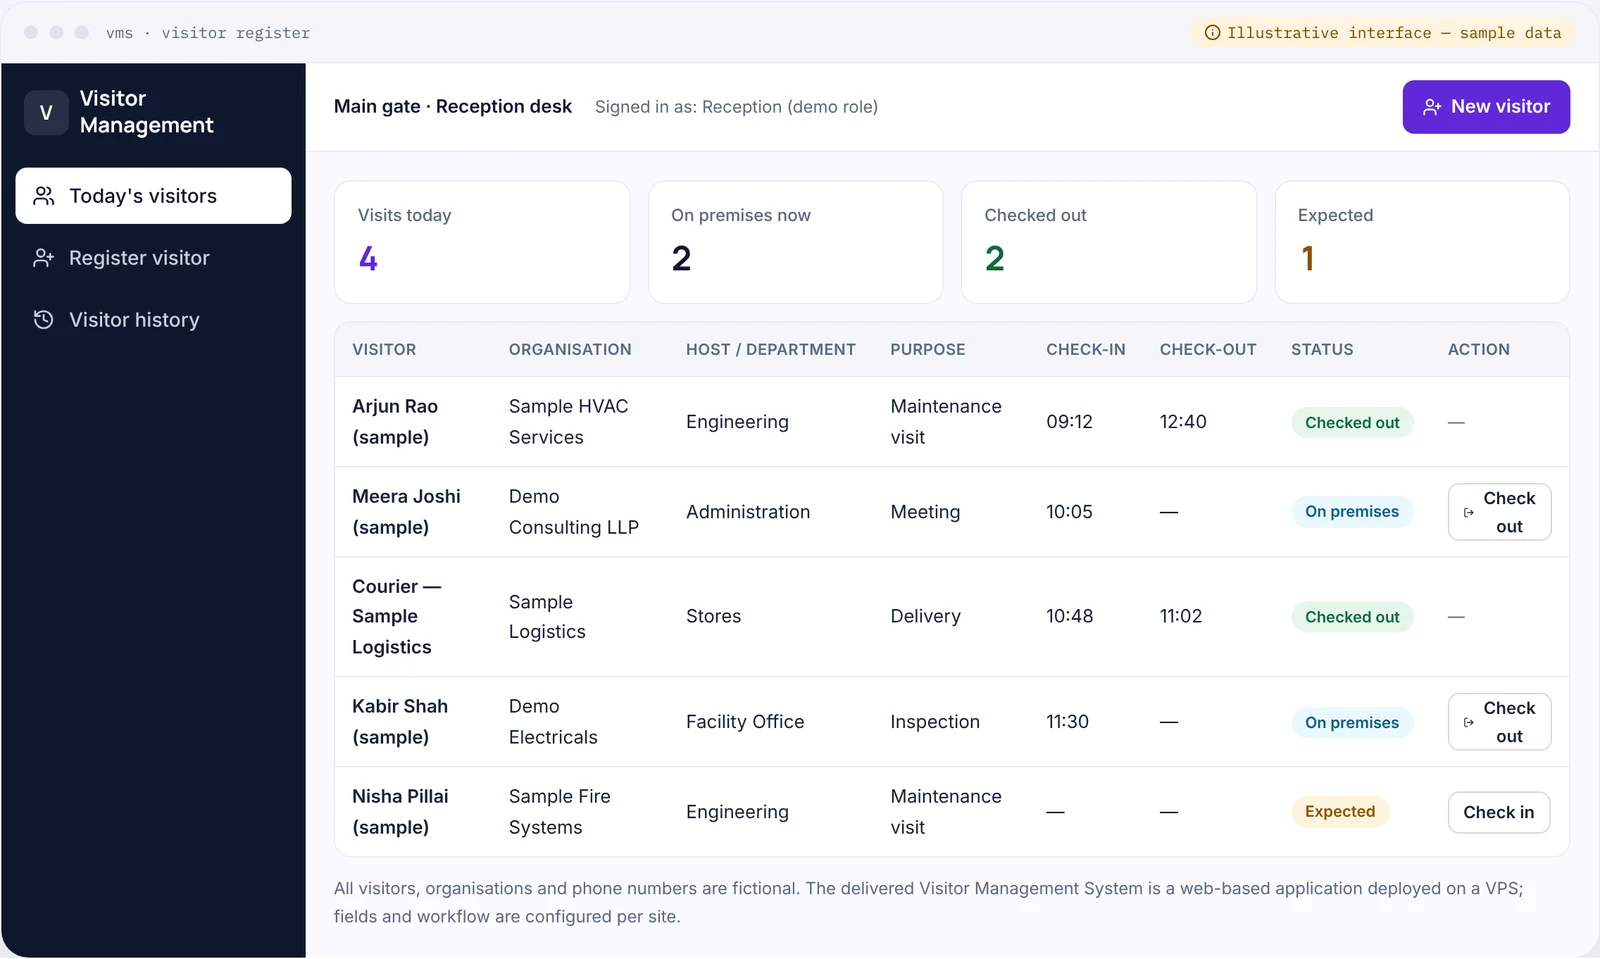 vms · visitor register
Illustrative interface — sample data
V
Visitor
Management
Today's visitors
Register visitor
Visitor history
Main gate · Reception desk
Signed in as: Reception (demo role)
New visitor
Visits today
4
On premises now
2
Checked out
2
Expected
1
VISITOR ORGANISATION HOST / DEPARTMENT PURPOSE CHECK-IN CHECK-OUT STATUS ACTION
Arjun Rao
(sample)
Sample HVAC
Services
Engineering
Maintenance
visit
09:12
12:40
Checked out
—
Meera Joshi
(sample)
Demo
Consulting LLP
Administration
Meeting
10:05
—
On premises
Check
out
Courier —
Sample
Logistics
Sample
Logistics
Stores
Delivery
10:48
11:02
Checked out
—
Kabir Shah
(sample)
Demo
Electricals
Facility Office
Inspection
11:30
—
On premises
Check
out
Nisha Pillai
(sample)
Sample Fire
Systems
Engineering
Maintenance
visit
—
—
Expected
Check in
All visitors, organisations and phone numbers are fictional. The delivered Visitor Management System is a web-based application deployed on a VPS;
fields and workflow are configured per site.